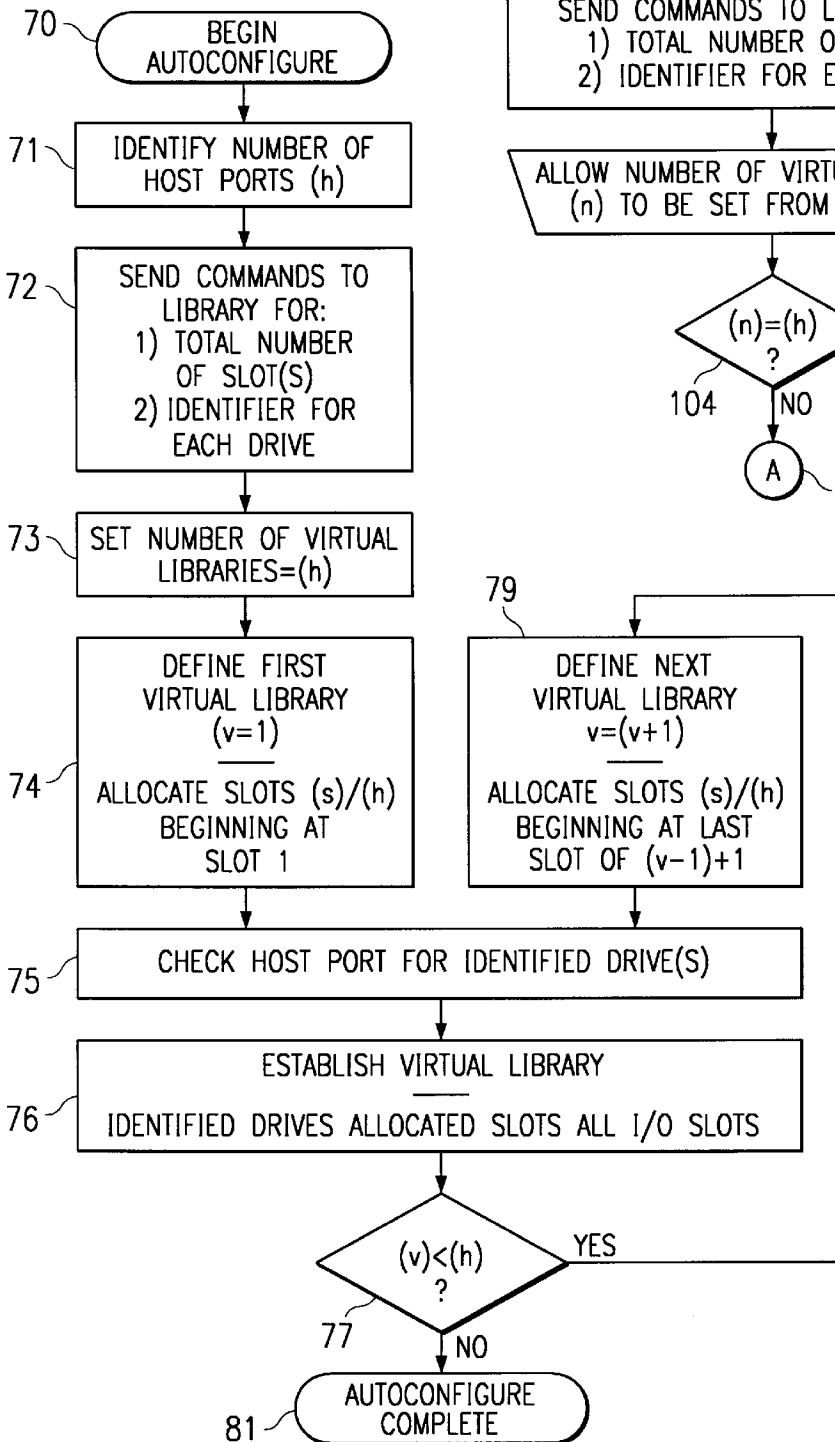 70
BEGIN
AUTOCONFIGURE
71
IDENTIFY NUMBER OF
HOST PORTS (h)
72
SEND COMMANDS TO
LIBRARY FOR:
1) TOTAL NUMBER
OF SLOT(S)
2) IDENTIFIER FOR
EACH DRIVE
73
SET NUMBER OF VIRTUAL
LIBRARIES=(h)
74
DEFINE FIRST
VIRTUAL LIBRARY
(v=1)
ALLOCATE SLOTS (s)/(h)
BEGINNING AT
SLOT 1
79
DEFINE NEXT
VIRTUAL LIBRARY
v=(v+1)
ALLOCATE SLOTS (s)/(h)
BEGINNING AT LAST
SLOT OF (v-1)+1
75
CHECK HOST PORT FOR IDENTIFIED DRIVE(S)
76
ESTABLISH VIRTUAL LIBRARY
IDENTIFIED DRIVES ALLOCATED SLOTS ALL I/O SLOTS
77
(v)<(h)
?
YES
NO
81
AUTOCONFIGURE
COMPLETE
SEND COMMANDS TO
1) TOTAL NUMBER
2) IDENTIFIER FOR
ALLOW NUMBER OF
(n) TO BE SET FROM
(n)=(h)
?
104
NO
A